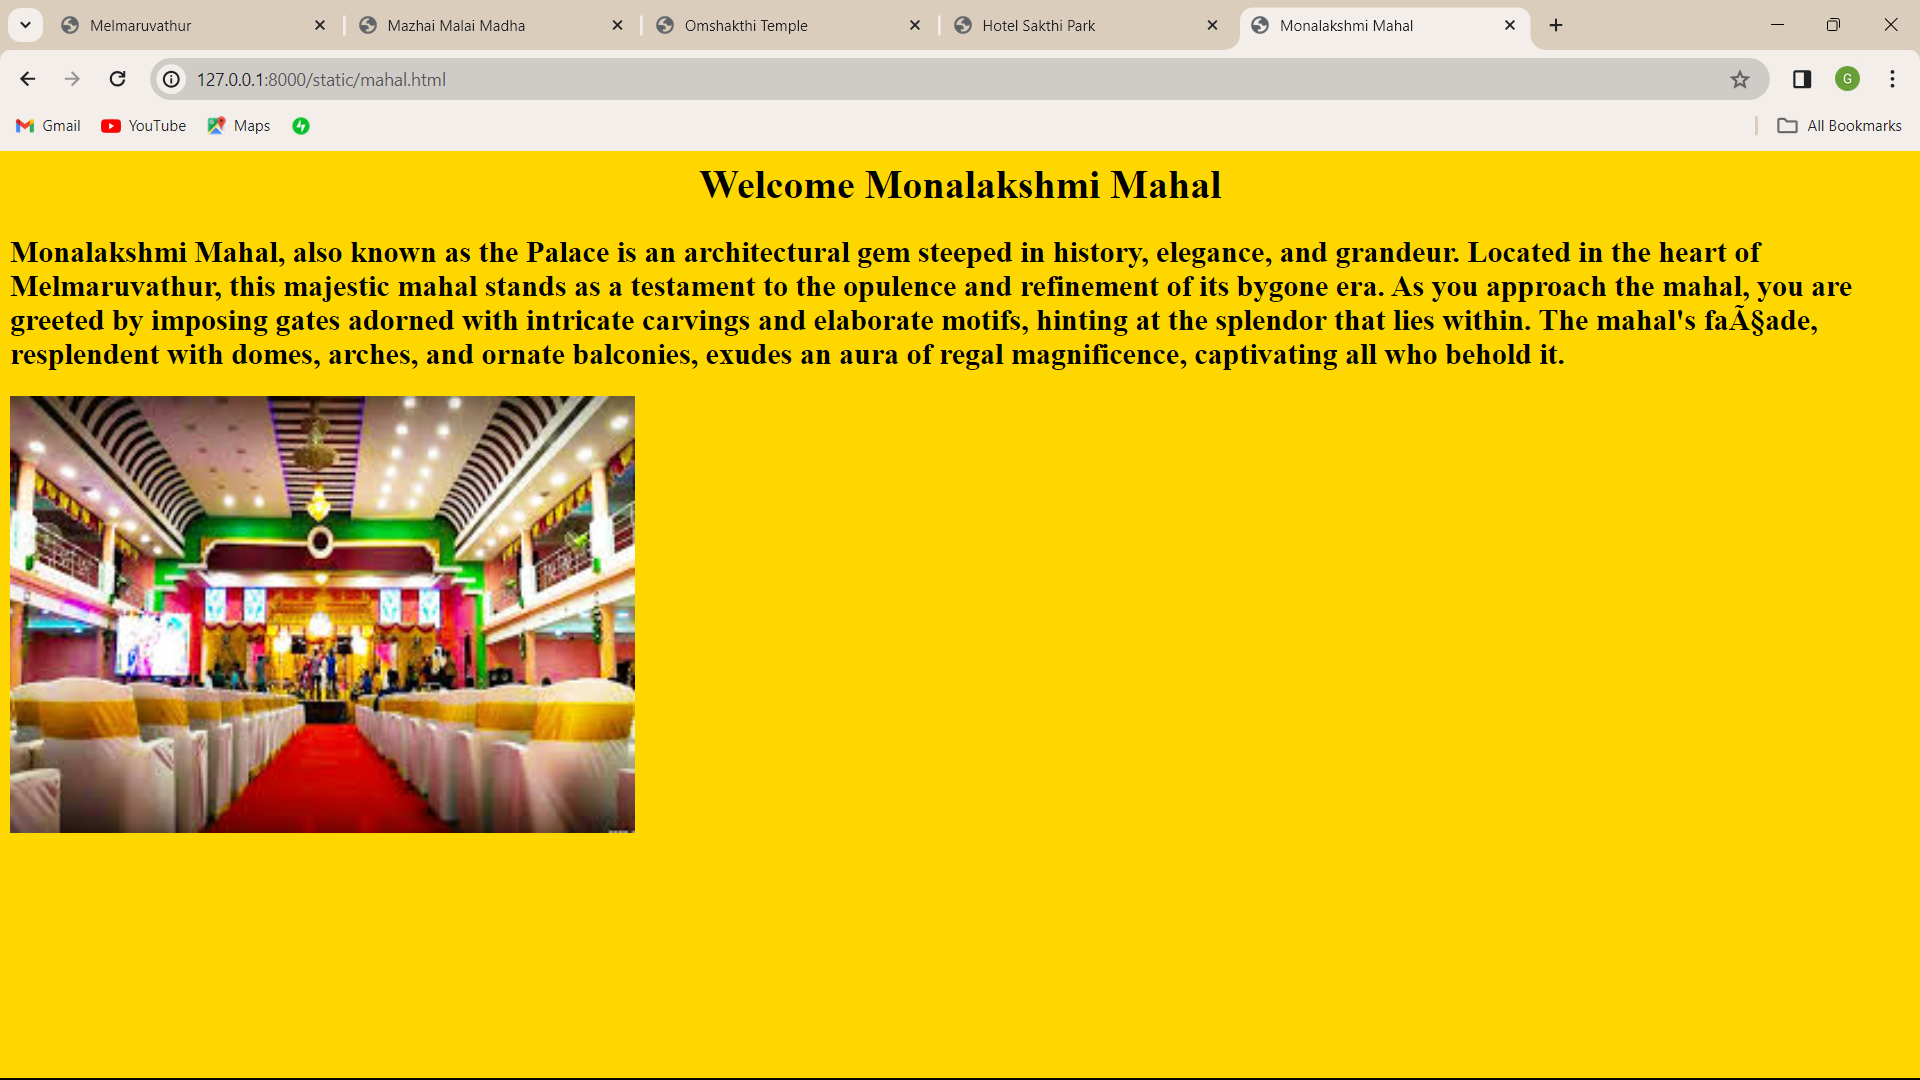 Melmaruvathur
Mazhai Malai Madha
Omshakthi Temple
Hotel Sakthi Park
Monalakshmi Mahal
127.0.0.1:8000/static/mahal.html
G
Gmail
YouTube
Maps
All Bookmarks
Welcome Monalakshmi Mahal
Monalakshmi Mahal, also known as the Palace is an architectural gem steeped in history, elegance, and grandeur. Located in the heart of
Melmaruvathur, this majestic mahal stands as a testament to the opulence and refinement of its bygone era. As you approach the mahal, you are
greeted by imposing gates adorned with intricate carvings and elaborate motifs, hinting at the splendor that lies within. The mahal's faÃ§ade,
resplendent with domes, arches, and ornate balconies, exudes an aura of regal magnificence, captivating all who behold it.